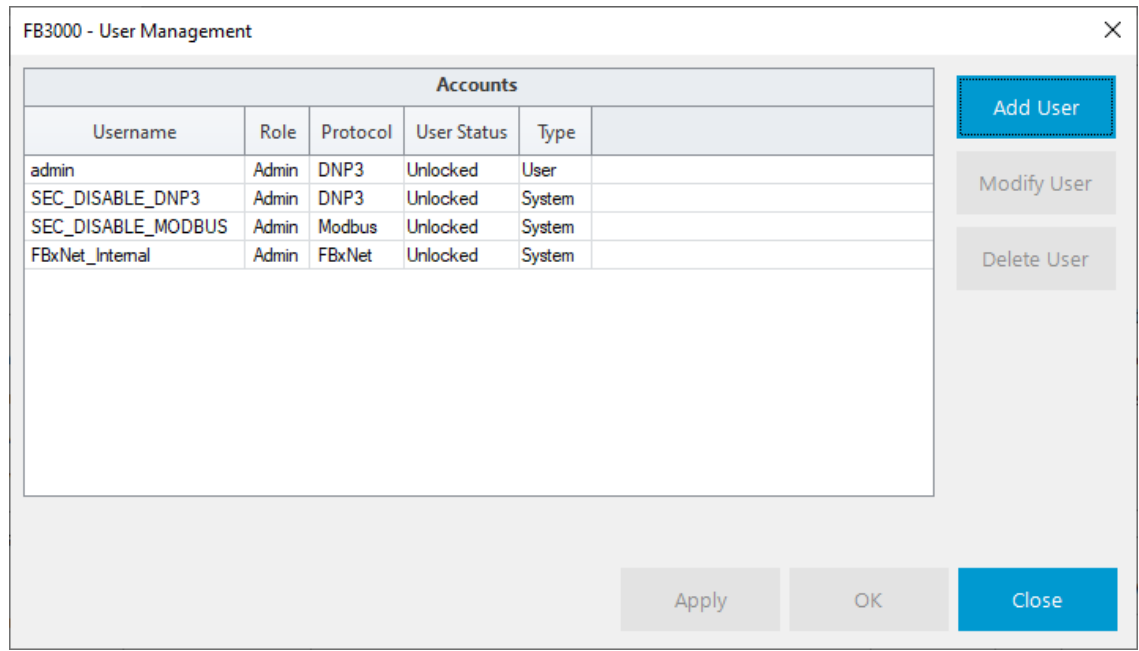 FB3000 - User Management
Accounts
Username Role Protocol User Status Type
admin Admin DNP3 Unlocked User
SEC_DISABLE_DNP3 Admin DNP3 Unlocked System
SEC_DISABLE_MODBUS Admin Modbus Unlocked System
FBxNet_Internal Admin FBxNet Unlocked System
Add User
Modify User
Delete User
Apply OK Close